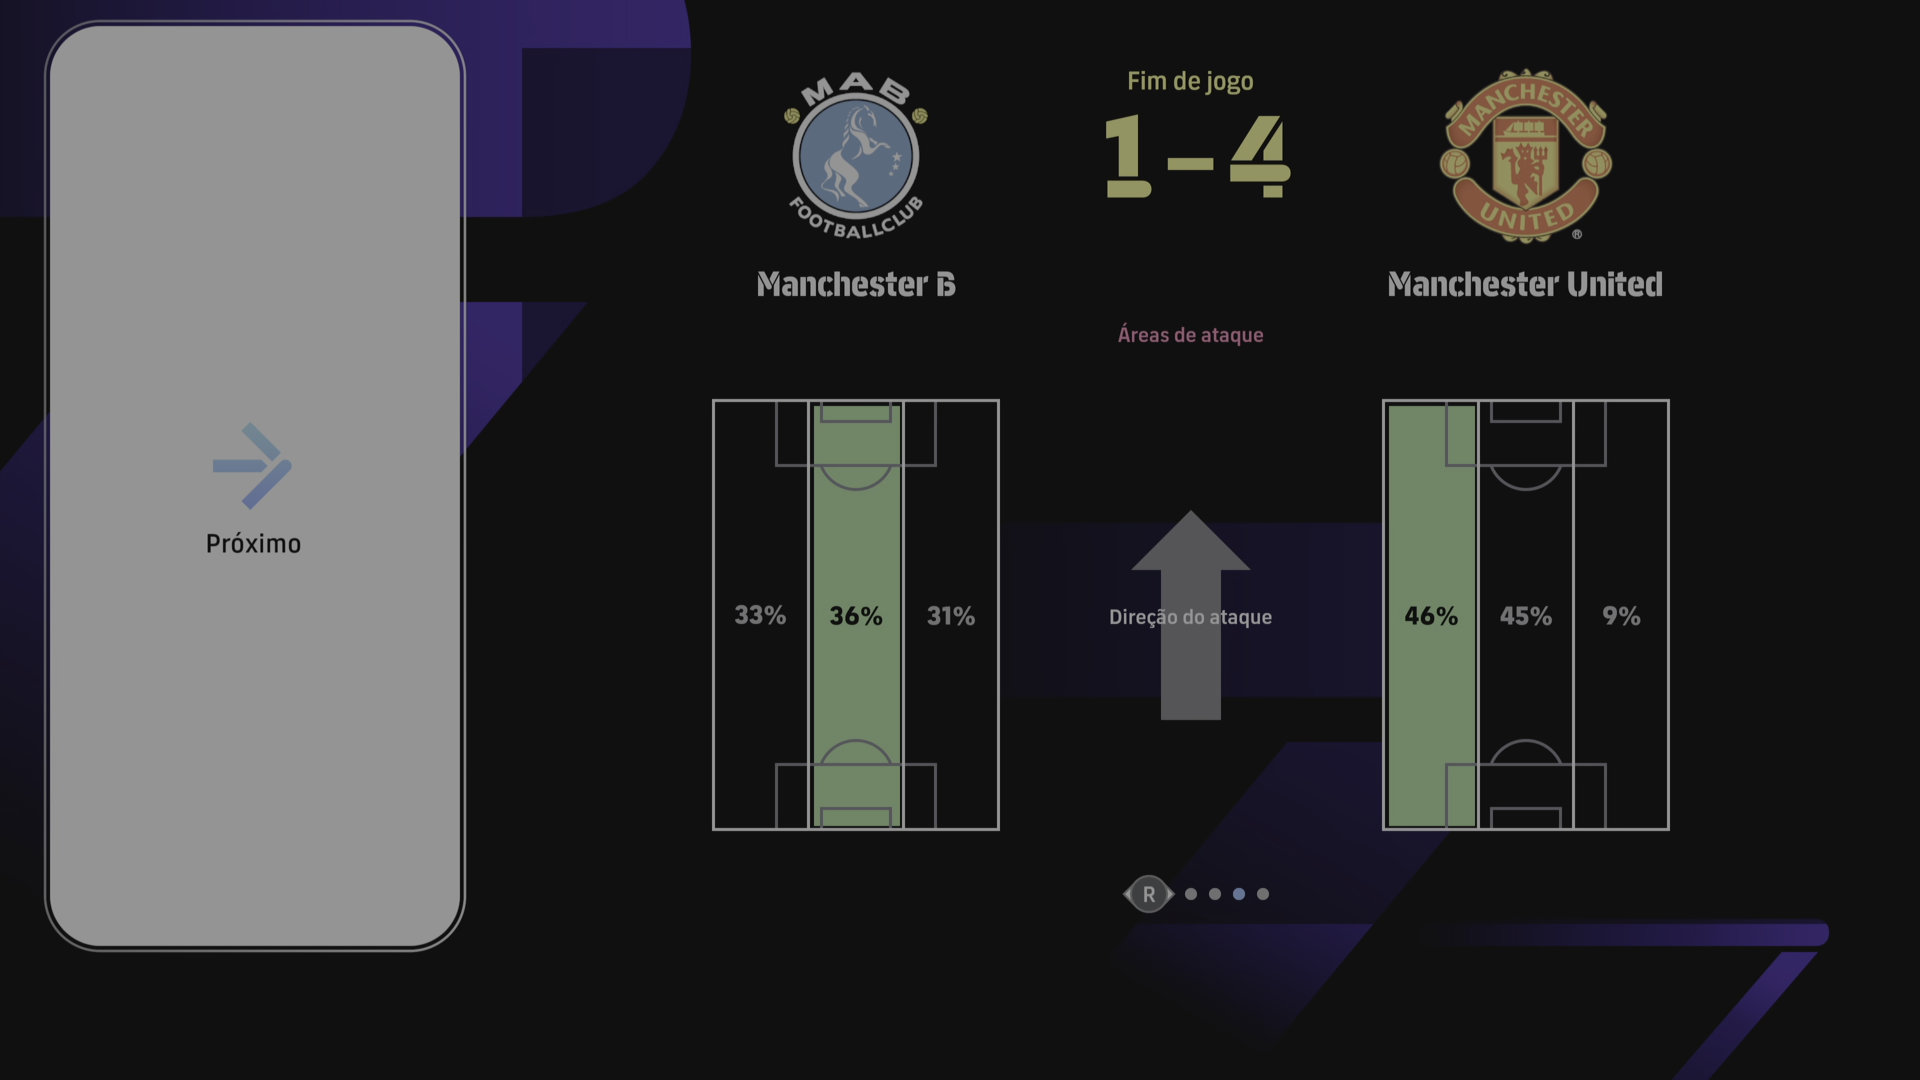 Próximo
MAB
FOOTBALLCLUB
Manchester B
Fim de jogo
1-4
MANCHESTER
UNITED
®
Manchester United
Áreas de ataque
33%
36%
31%
Direção do ataque
46%
45%
9%
R